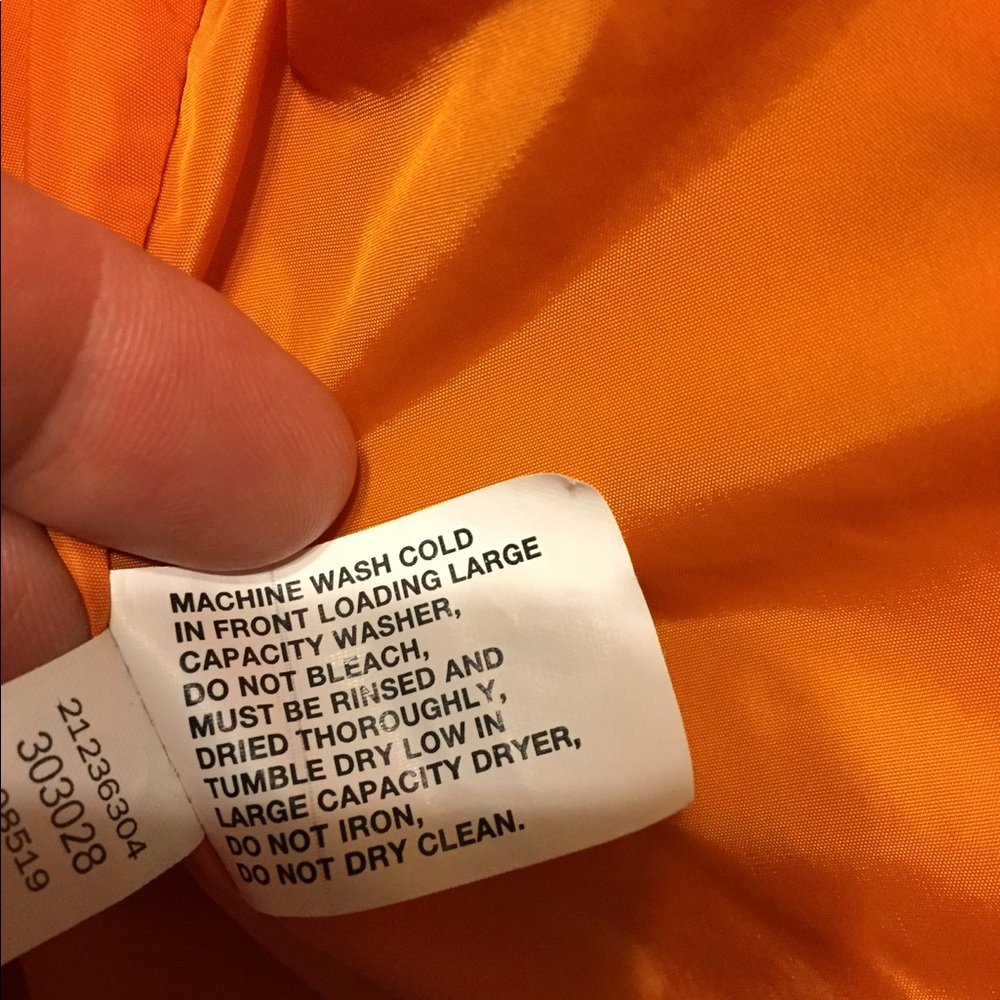 MACHINE WASH COLD
IN FRONT LOADING LARGE
CAPACITY WASHER,
DO NOT BLEACH,
MUST BE RINSED AND
DRIED THOROUGHLY,
TUMBLE DRY LOW IN
LARGE CAPACITY DRYER,
DO NOT IRON,
DO NOT DRY CLEAN.
21236304
303028